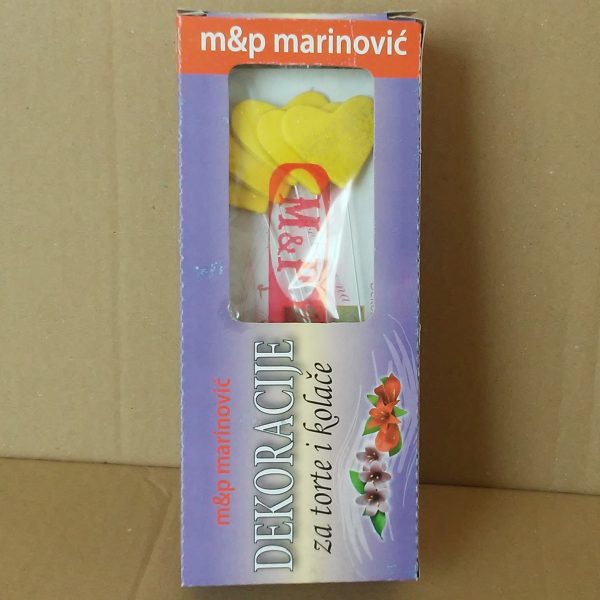 m&p marinović
M&P
m&p marinović
DEKORACIJE
za torte i kolače